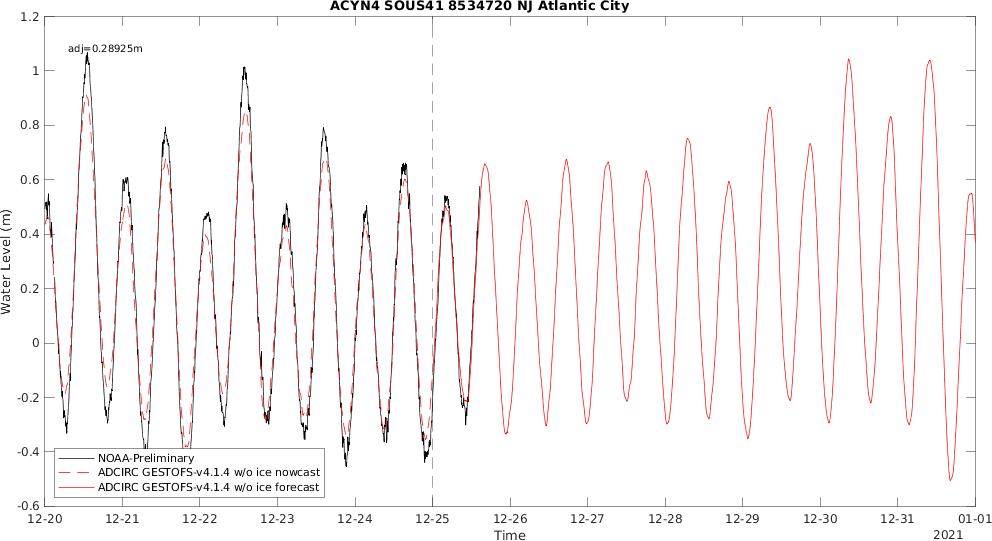 ACYN4 SOUS41 8534720 NJ Atlantic City
adj=0.28925m
1.2
1
0.8
0.6
0.4
0.2
0
-0.2
-0.4
-0.6
Water Level (m)
NOAA-Preliminary
ADCIRC GESTOFS-v4.1.4 w/o ice nowcast
ADCIRC GESTOFS-v4.1.4 w/o ice forecast
12-20 12-21 12-22 12-23 12-24 12-25 12-26 12-27 12-28 12-29 12-30 12-31 01-01
Time
2021